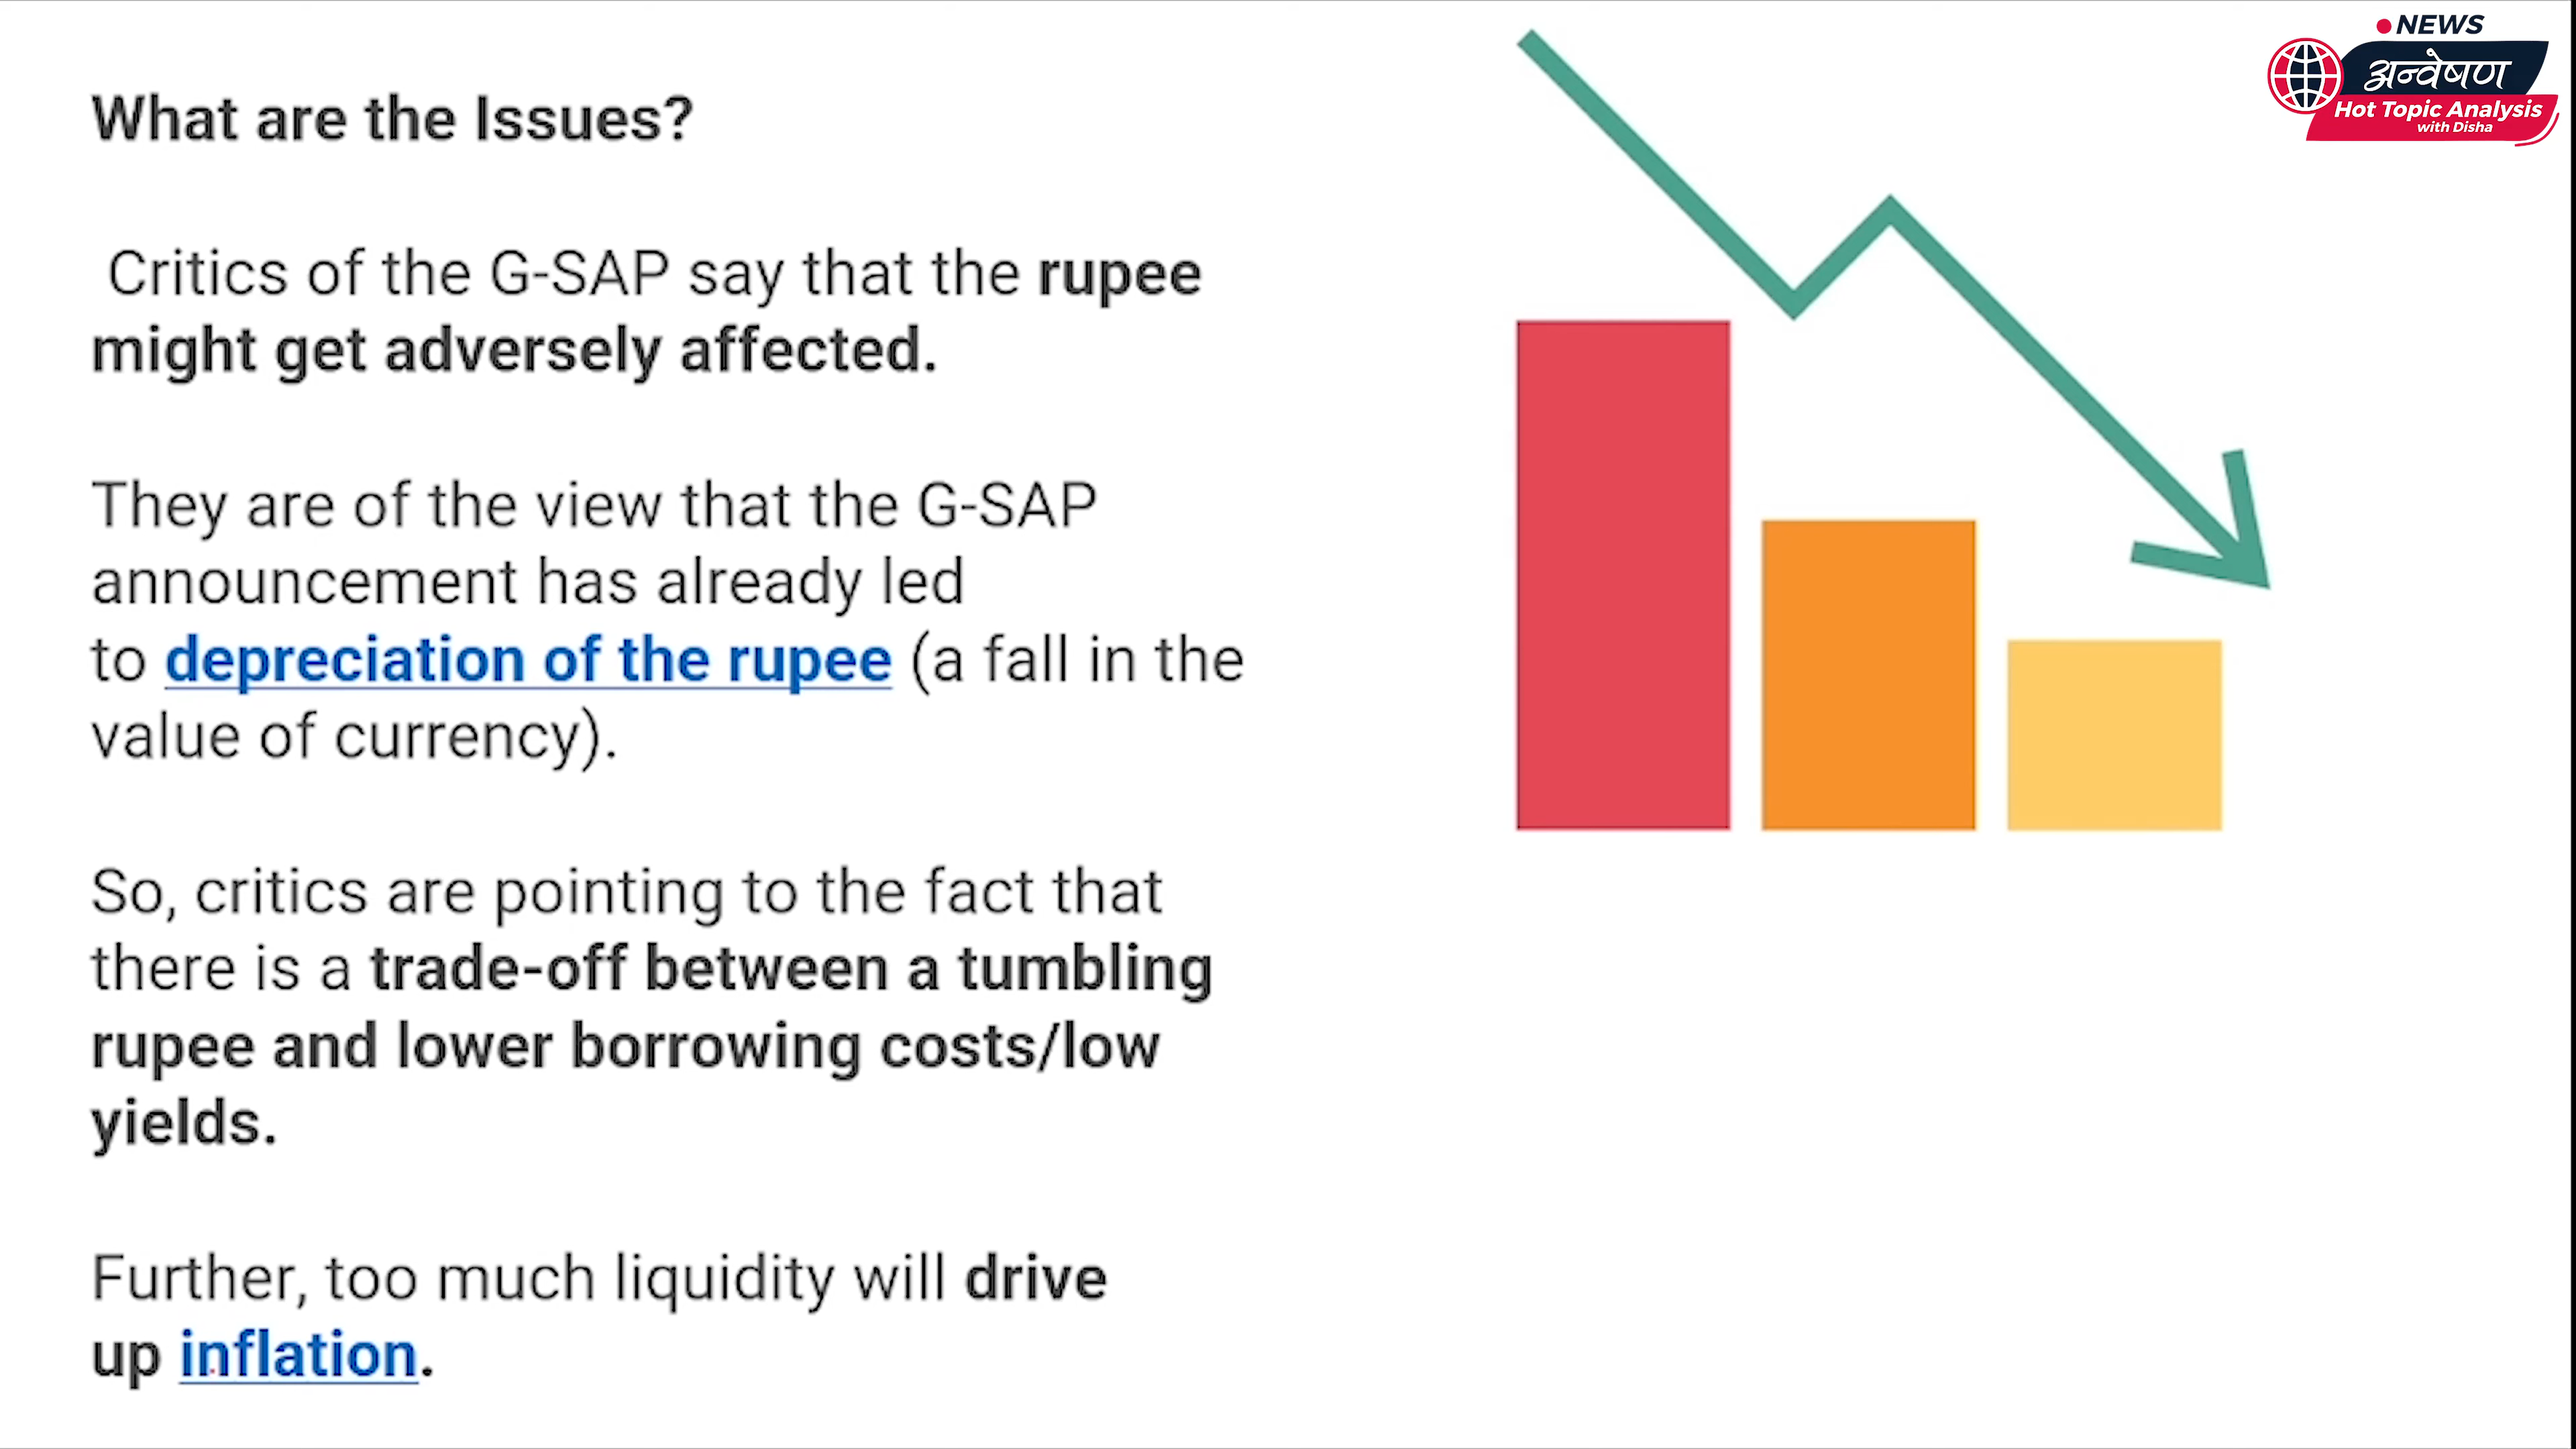 NEWS
अन्वेषण
Hot Topic Analysis
with Disha
What are the Issues?
Critics of the G-SAP say that the rupee
might get adversely affected.
They are of the view that the G-SAP
announcement has already led
to depreciation of the rupee (a fall in the
value of currency).
So, critics are pointing to the fact that
there is a trade-off between a tumbling
rupee and lower borrowing costs/low
yields.
Further, too much liquidity will drive
up inflation.